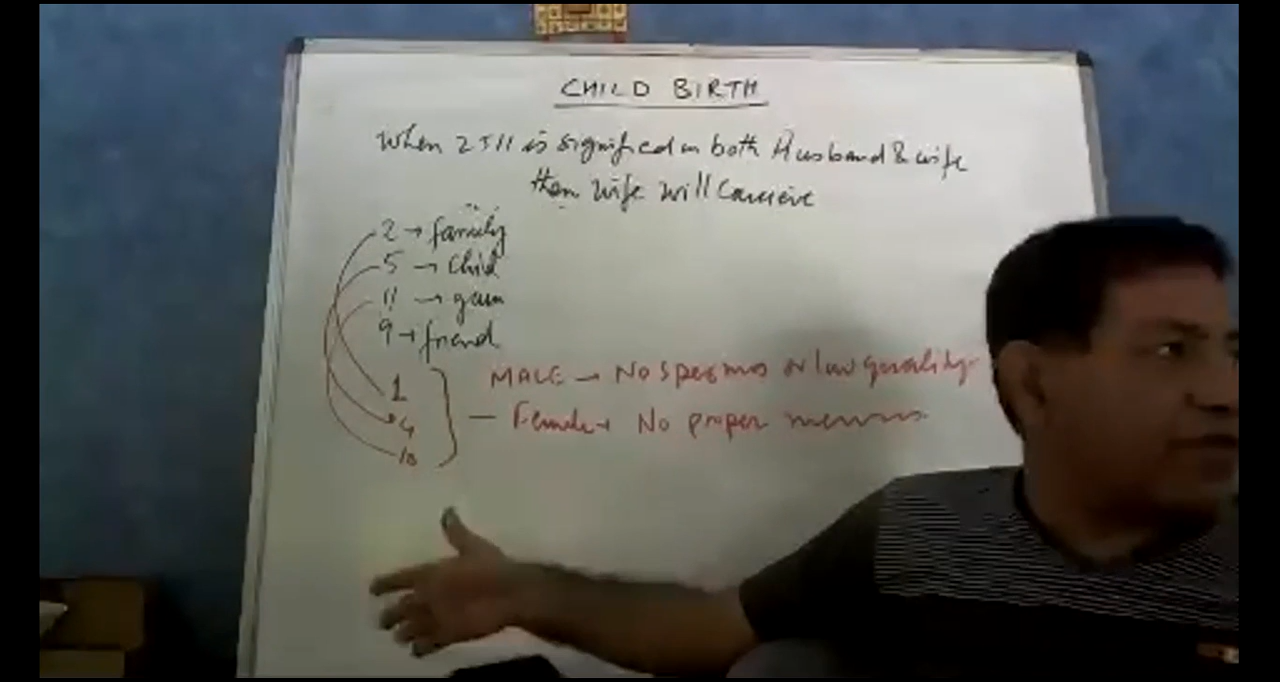 CHILD BIRTH
When 2 5 11 is signified in both Husband & wife
then wife will Conceive
2 → family
5 → child
11 → gain
9 → friend
1
4
10
MALE → No Sperms or low quality
Female → No proper menses